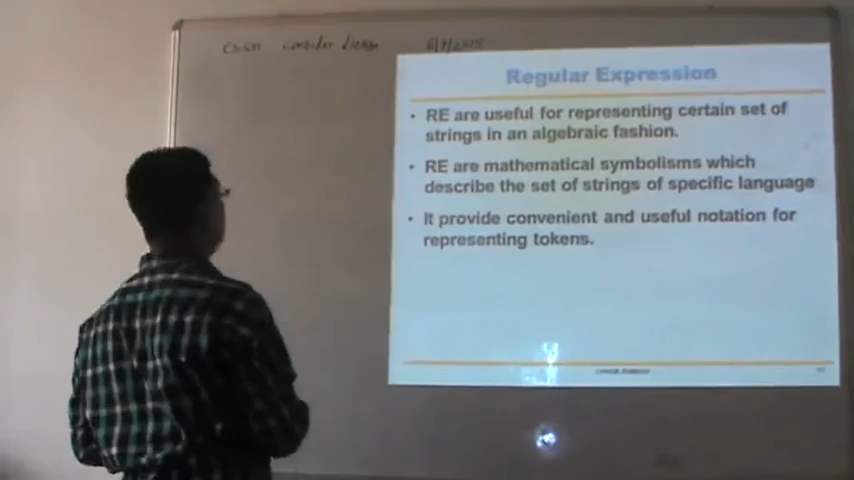 Regular Expression
• RE are useful for representing certain set of
strings in an algebraic fashion.
• RE are mathematical symbolisms which
describe the set of strings of specific language
• It provide convenient and useful notation for
representing tokens.